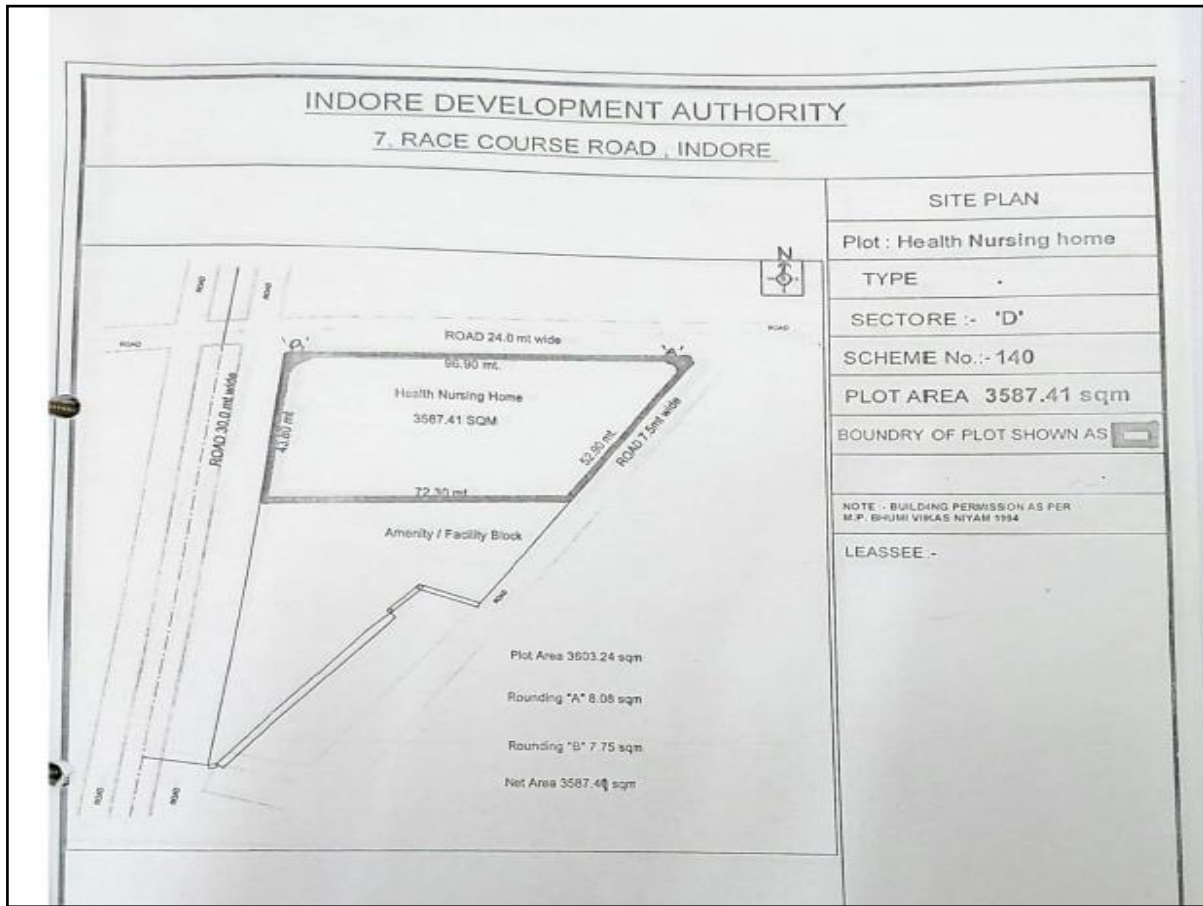 INDORE DEVELOPMENT AUTHORITY
7, RACE COURSE ROAD , INDORE
SITE PLAN
Plot : Health Nursing home
TYPE .
SECTORE :- 'D'
SCHEME No.:- 140
PLOT AREA 3587.41 sqm
BOUNDRY OF PLOT SHOWN AS
NOTE :- BUILDING PERMISSION AS PER
M.P. BHUMI VIKAS NIYAM 1984
LEASSEE :-
N
ROAD
ROAD
ROAD 24.0 mt wide
ROAD
ROAD
'B'
'A'
96.90 mt.
Health Nursing Home
3587.41 SQM
ROAD 30.0 mt wide
43.60 mt
52.90 mt.
ROAD 7.5mt wide
72.30 mt
Amenity / Facility Block
ROAD
Plot Area 3603.24 sqm
Rounding "A" 8.08 sqm
Rounding "B" 7.75 sqm
Net Area 3587.41 sqm
ROAD
ROAD